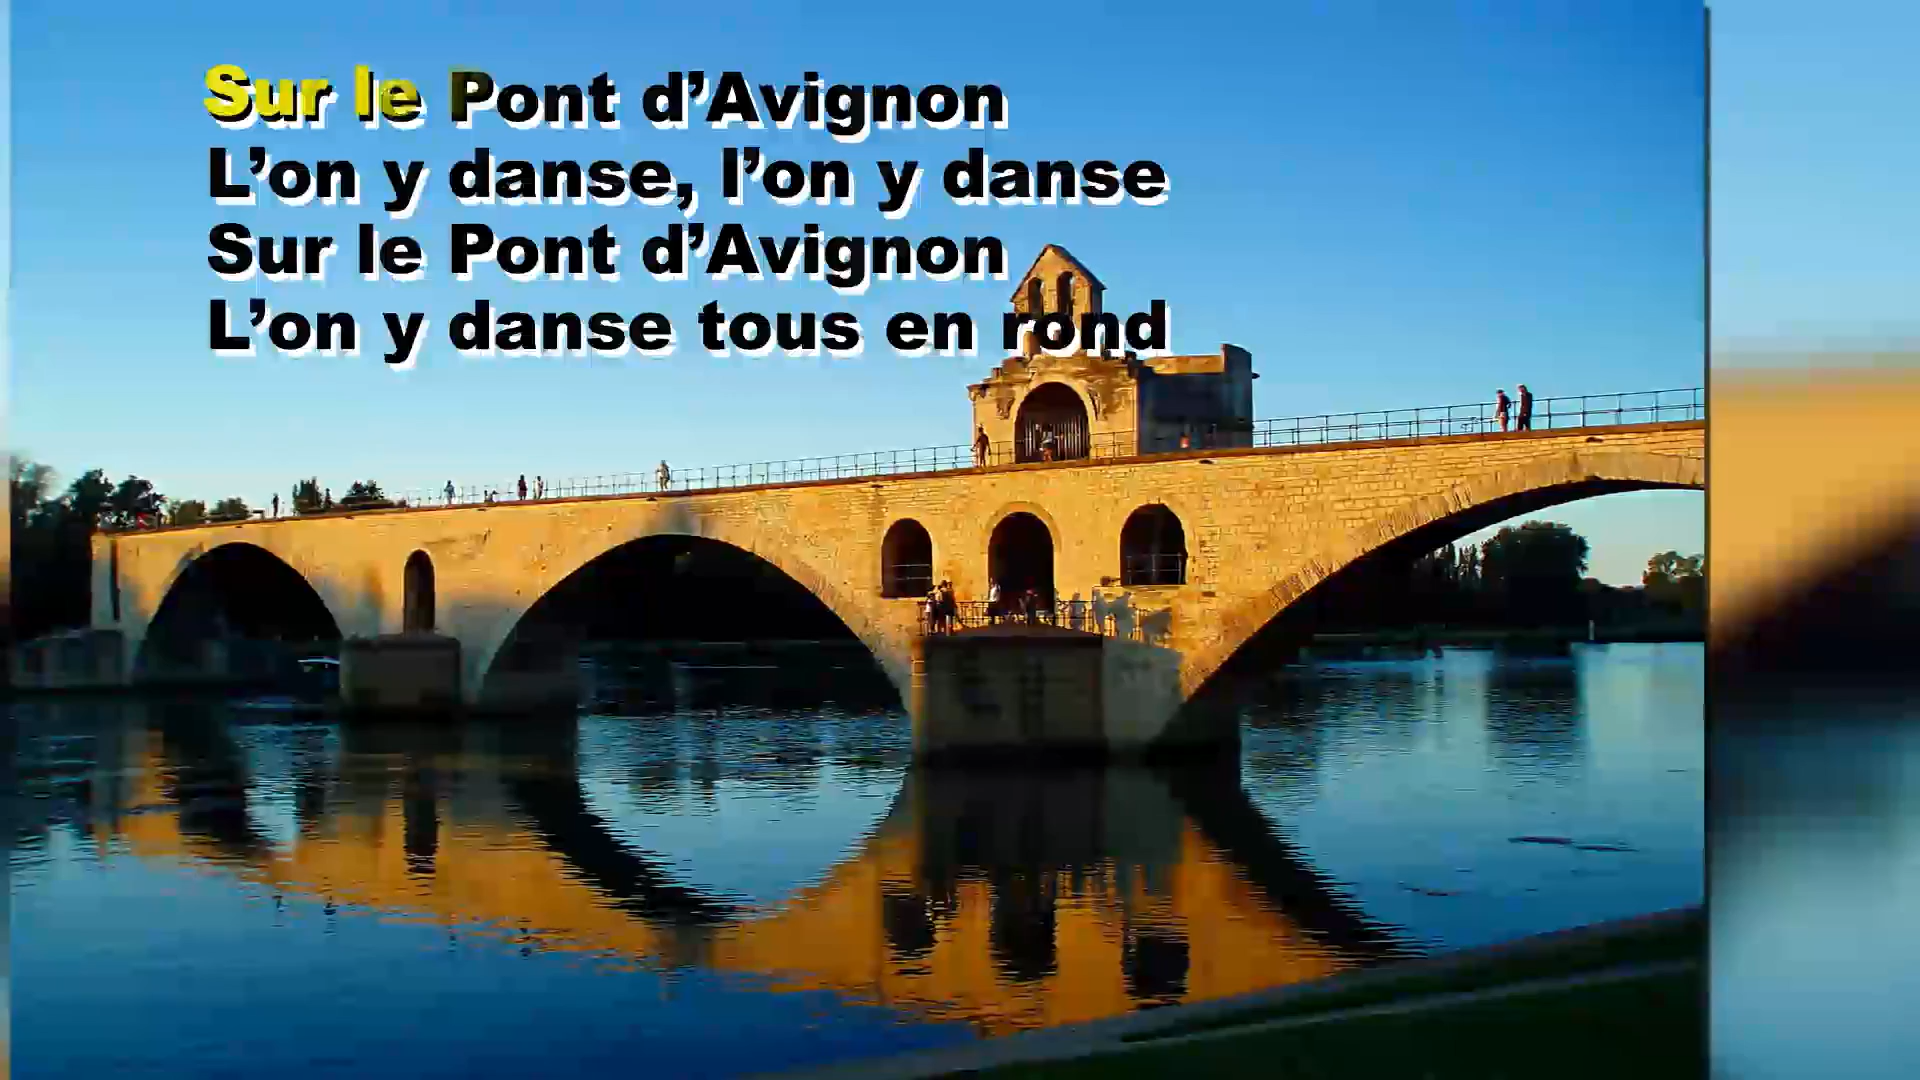 Sur le Pont d’Avignon
L’on y danse, l’on y danse
Sur le Pont d’Avignon
L’on y danse tous en rond